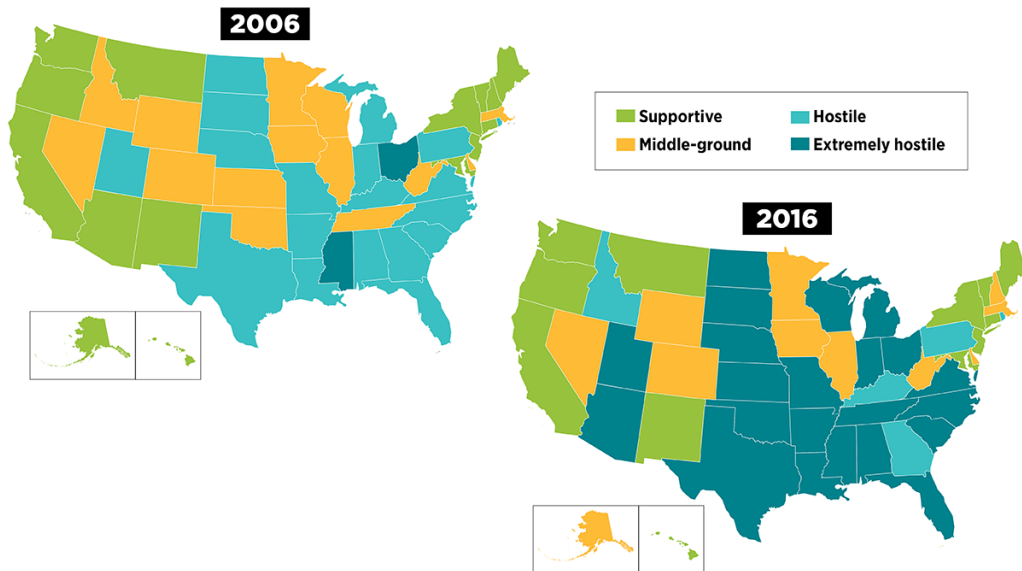 2006
Supportive
Hostile
Middle-ground
Extremely hostile
2016